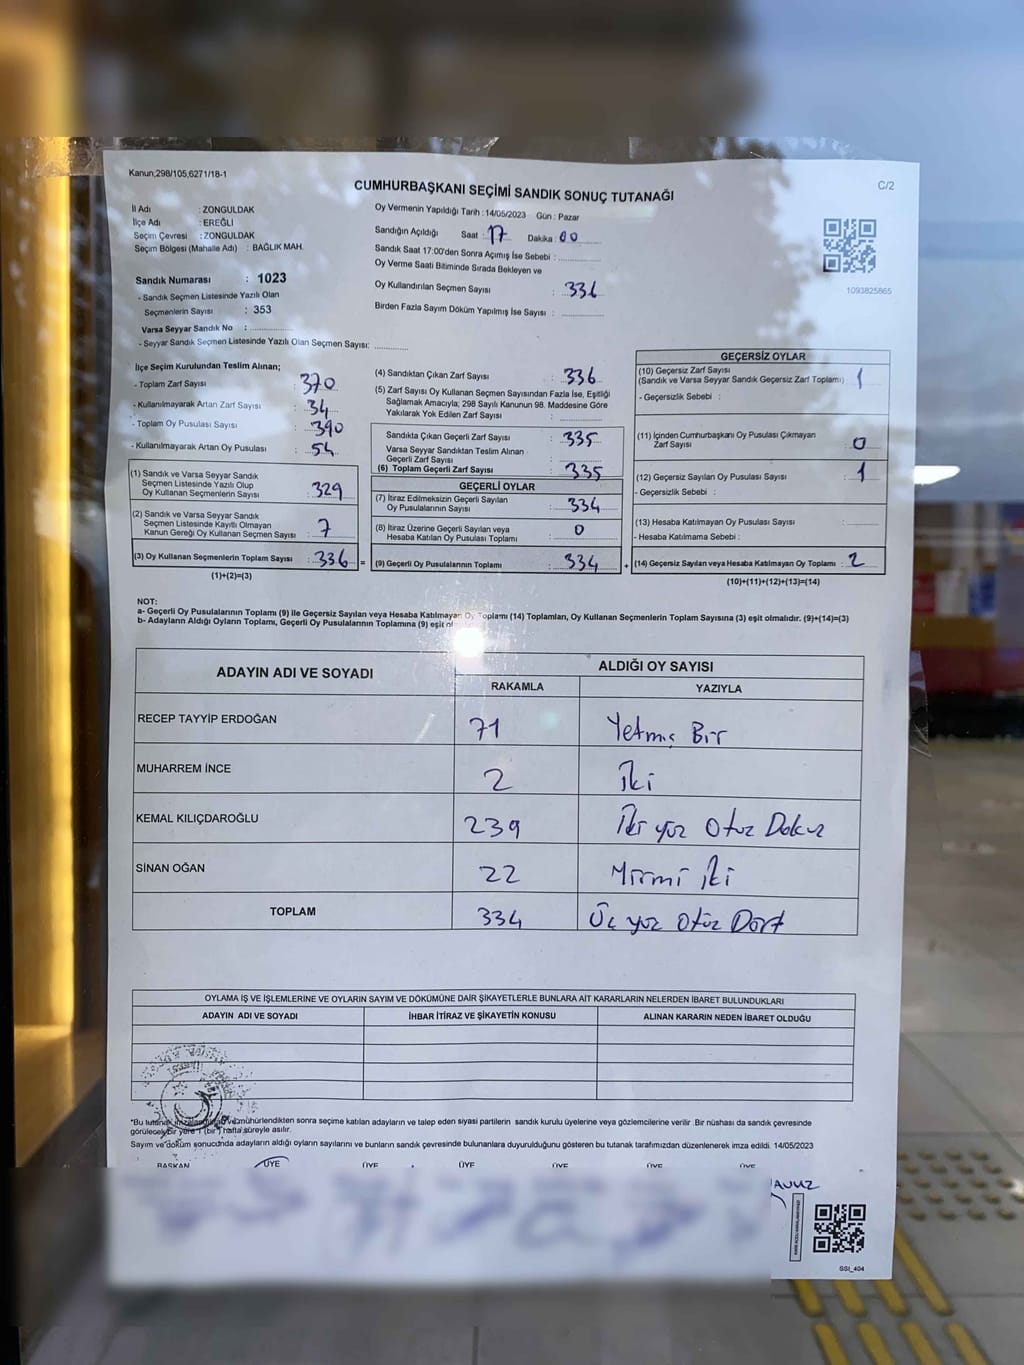 Kanun,298/105,6271/18-1
C/2
CUMHURBAŞKANI SEÇİMİ SANDIK SONUÇ TUTANAĞI
İl Adı : ZONGULDAK
İlçe Adı : EREĞLİ
Seçim Çevresi : ZONGULDAK
Seçim Bölgesi (Mahalle Adı) : BAĞLIK MAH.
Sandık Numarası : 1023
- Sandık Seçmen Listesinde Yazılı Olan
Seçmenlerin Sayısı : 353
Varsa Seyyar Sandık No :
- Seyyar Sandık Seçmen Listesinde Yazılı Olan Seçmen Sayısı:
Oy Vermenin Yapıldığı Tarih : 14/05/2023 Gün : Pazar
Sandığın Açıldığı Saat : 17 Dakika : 00
Sandık Saat 17:00'den Sonra Açımış İse Sebebi :
Oy Verme Saati Bitiminde Sırada Bekleyen ve
Oy Kullandırılan Seçmen Sayısı : 336
Birden Fazla Sayım Döküm Yapılmış İse Sayısı :
1093825865
İlçe Seçim Kurulundan Teslim Alınan;
- Toplam Zarf Sayısı : 370
- Kullanılmayarak Artan Zarf Sayısı : 34
- Toplam Oy Pusulası Sayısı : 390
- Kullanılmayarak Artan Oy Pusulası : 54
(1) Sandık ve Varsa Seyyar Sandık
Seçmen Listesinde Yazılı Olup
Oy Kullanan Seçmenlerin Sayısı : 329
(2) Sandık ve Varsa Seyyar Sandık
Seçmen Listesinde Kayıtlı Olmayan
Kanun Gereği Oy Kullanan Seçmen Sayısı : 7
(3) Oy Kullanan Seçmenlerin Toplam Sayısı : 336 =
(1)+(2)=(3)
(4) Sandıktan Çıkan Zarf Sayısı : 336
(5) Zarf Sayısı Oy Kullanan Seçmen Sayısından Fazla İse, Eşitliği
Sağlamak Amacıyla; 298 Sayılı Kanunun 98. Maddesine Göre
Yakılarak Yok Edilen Zarf Sayısı :
Sandıkta Çıkan Geçerli Zarf Sayısı : 335
Varsa Seyyar Sandıktan Teslim Alınan
Geçerli Zarf Sayısı :
(6) Toplam Geçerli Zarf Sayısı : 335
GEÇERLİ OYLAR
(7) İtiraz Edilmeksizin Geçerli Sayılan
Oy Pusulalarının Sayısı : 334
(8) İtiraz Üzerine Geçerli Sayılan veya
Hesaba Katılan Oy Pusulası Toplamı : 0
(9) Geçerli Oy Pusulalarının Toplamı : 334 +
GEÇERSİZ OYLAR
(10) Geçersiz Zarf Sayısı
(Sandık ve Varsa Seyyar Sandık Geçersiz Zarf Toplamı) : 1
- Geçersizlik Sebebi :
(11) İçinden Cumhurbaşkanı Oy Pusulası Çıkmayan
Zarf Sayısı : 0
(12) Geçersiz Sayılan Oy Pusulası Sayısı : 1
- Geçersizlik Sebebi :
(13) Hesaba Katılmayan Oy Pusulası Sayısı :
- Hesaba Katılmama Sebebi :
(14) Geçersiz Sayılan veya Hesaba Katılmayan Oy Toplamı : 2
(10)+(11)+(12)+(13)=(14)
NOT:
a- Geçerli Oy Pusulalarının Toplamı (9) ile Geçersiz Sayılan veya Hesaba Katılmayan Oy Toplamı (14) Toplamları, Oy Kullanan Seçmenlerin Toplam Sayısına (3) eşit olmalıdır. (9)+(14)=(3)
b- Adayların Aldığı Oyların Toplamı, Geçerli Oy Pusulalarının Toplamına (9) eşit
ADAYIN ADI VE SOYADI
ALDIĞI OY SAYISI
RAKAMLA YAZIYLA
RECEP TAYYİP ERDOĞAN 71 Yetmiş Bir
MUHARREM İNCE 2 İki
KEMAL KILIÇDAROĞLU 239 İki yüz Otuz Dokuz
SİNAN OĞAN 22 Yirmi İki
TOPLAM 334 Üç yüz Otuz Dört
OYLAMA İŞ VE İŞLEMLERİNE VE OYLARIN SAYIM VE DÖKÜMÜNE DAİR ŞİKAYETLERLE BUNLARA AİT KARARLARIN NELERDEN İBARET BULUNDUKLARI
ADAYIN ADI VE SOYADI İHBAR İTİRAZ VE ŞİKAYETİN KONUSU ALINAN KARARIN NEDEN İBARET OLDUĞU
*Bu mühürlendikten sonra seçime katılan adayların ve talep eden siyasi partilerin sandık kurulu üyelerine veya gözlemcilerine verilir .Bir nüshası da sandık çevresinde
görülecek bir yere 1 (bir) hafta süreyle asılır.
Sayım ve döküm sonucunda adayların aldığı oyların sayılarını ve bunların sandık çevresinde bulunanlara duyurulduğunu gösteren bu tutanak tarafımızdan düzenlenerek imza edildi. 14/05/2023
BAŞKAN ÜYE ÜYE ÜYE ÜYE ÜYE ÜYE
SSI_404